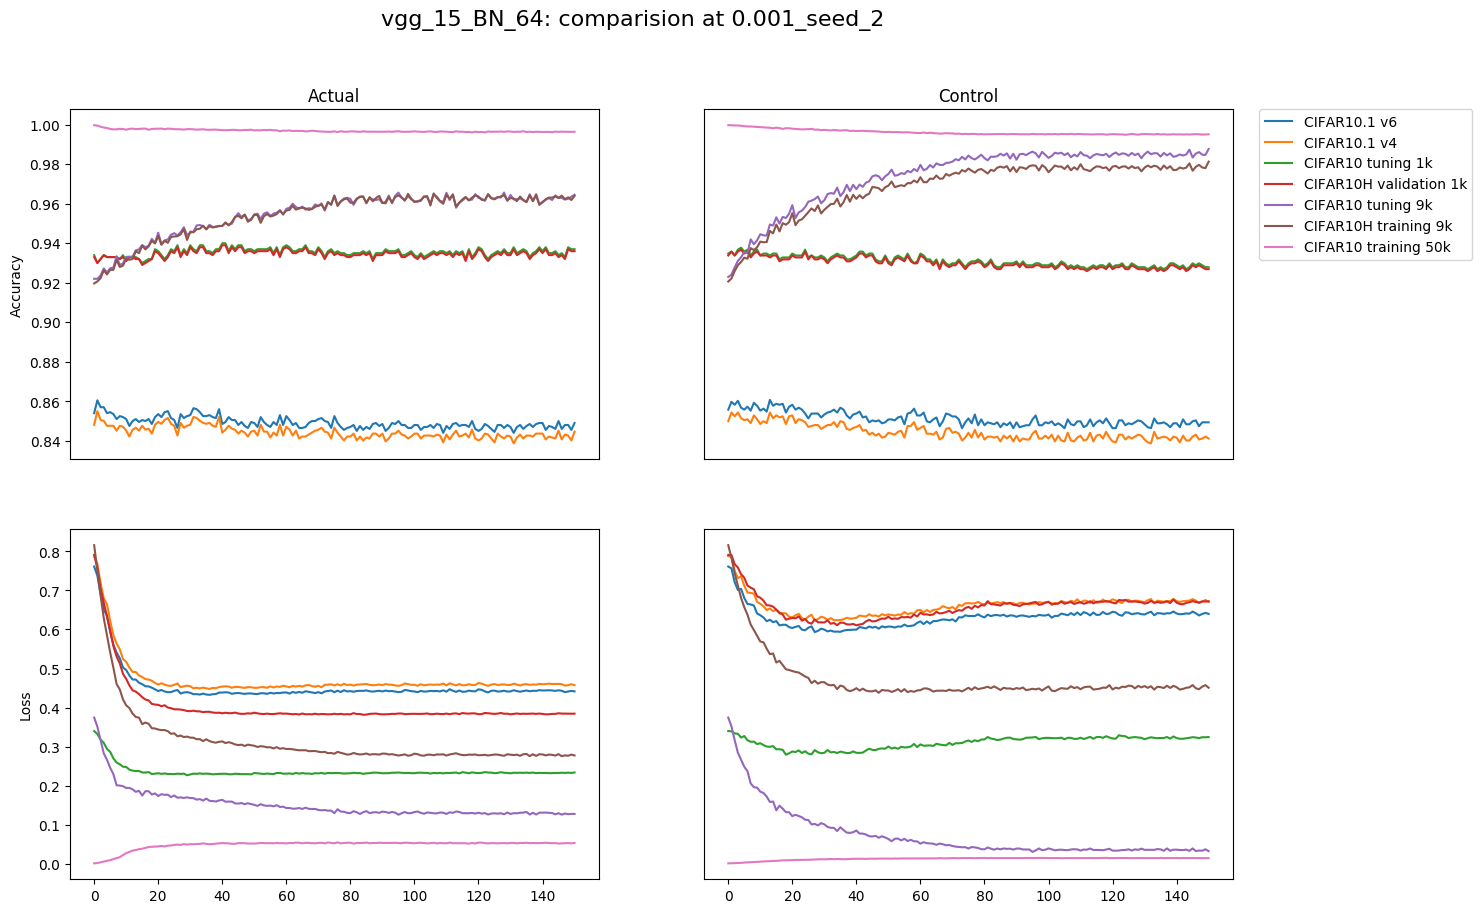 vgg_15_BN_64: comparision at 0.001_seed_2
Actual
Control
1.00
0.98
0.96
0.94
0.92
0.90
0.88
0.86
0.84
Accuracy
CIFAR10.1 v6
CIFAR10.1 v4
CIFAR10 tuning 1k
CIFAR10H validation 1k
CIFAR10 tuning 9k
CIFAR10H training 9k
CIFAR10 training 50k
0.8
0.7
0.6
0.5
0.4
0.3
0.2
0.1
0.0
Loss
0 20 40 60 80 100 120 140
0 20 40 60 80 100 120 140